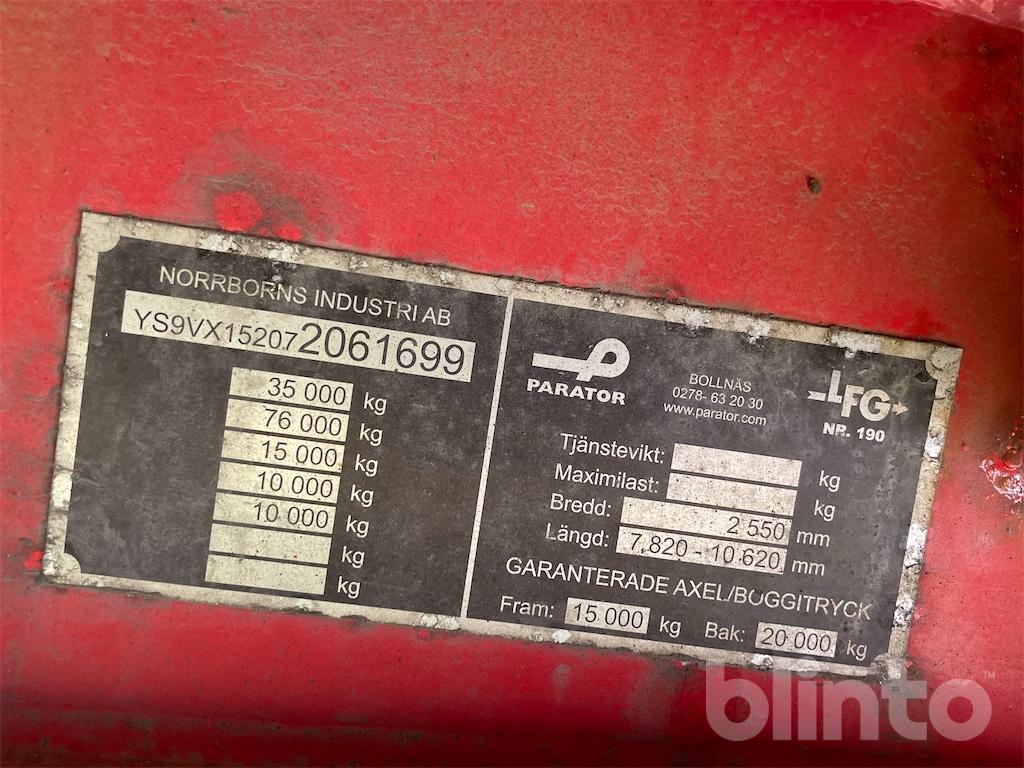 NORRBORNS INDUSTRI AB
YS9VX152072061699
35 000 kg
76 000 kg
15 000 kg
10 000 kg
10 000 kg
kg
kg
PARATOR
BOLLNÄS
0278- 63 20 30
www.parator.com
LFG
NR. 190
Tjänstevikt: kg
Maximilast: kg
Bredd: 2 550 mm
Längd: 7,820 - 10,620 mm
GARANTERADE AXEL/BOGGITRYCK
Fram: 15 000 kg Bak: 20 000 kg
blinto™